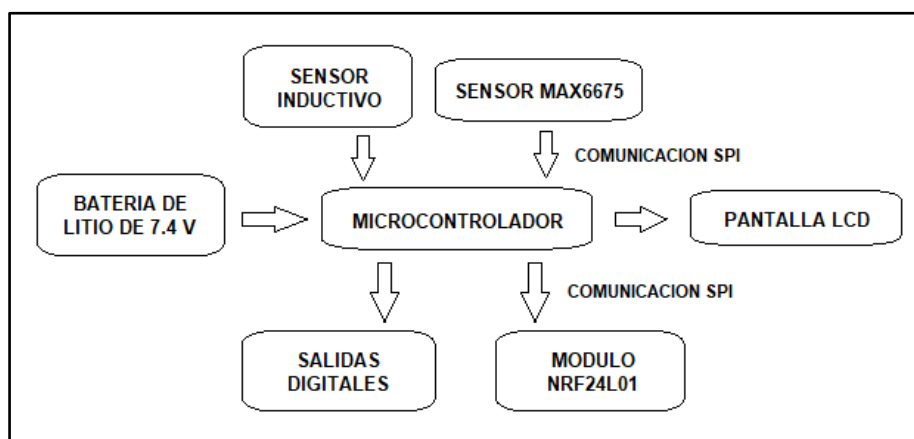 SENSOR
INDUCTIVO
SENSOR MAX6675
COMUNICACION SPI
BATERIA DE
LITIO DE 7.4 V
MICROCONTROLADOR
PANTALLA LCD
COMUNICACION SPI
SALIDAS
DIGITALES
MODULO
NRF24L01